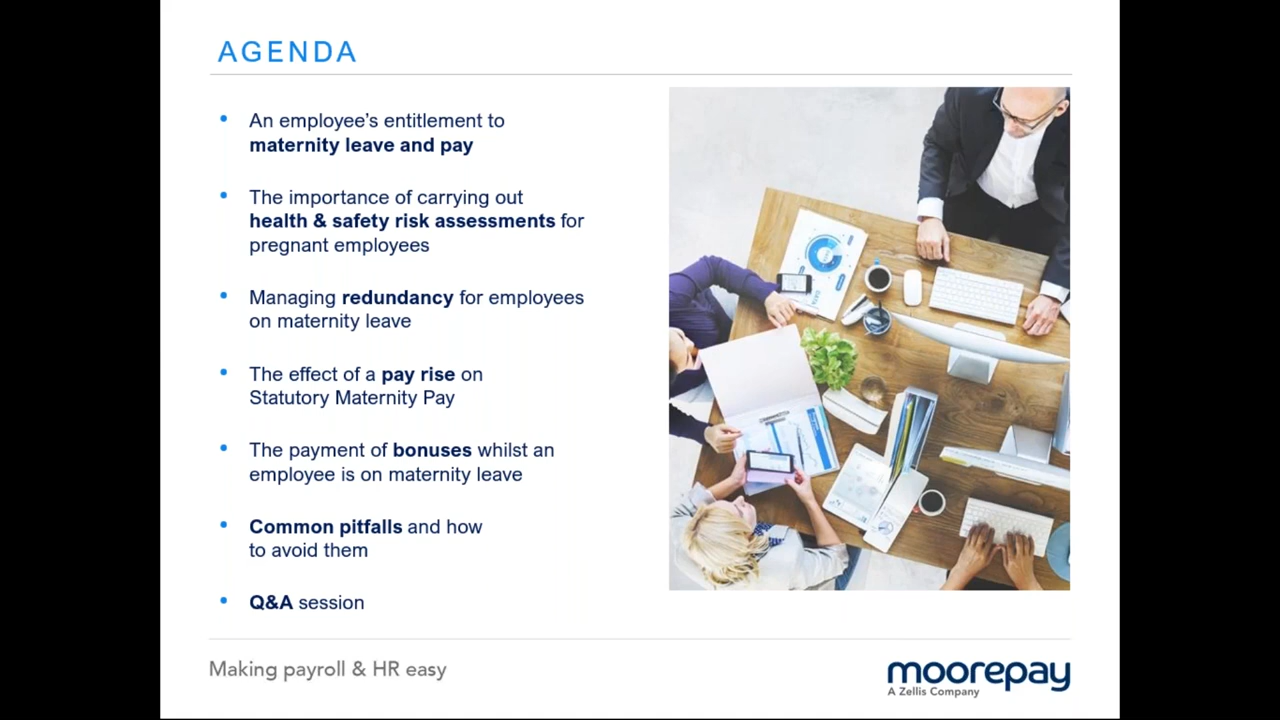 AGENDA
• An employee’s entitlement to
maternity leave and pay
• The importance of carrying out
health & safety risk assessments for
pregnant employees
• Managing redundancy for employees
on maternity leave
• The effect of a pay rise on
Statutory Maternity Pay
• The payment of bonuses whilst an
employee is on maternity leave
• Common pitfalls and how
to avoid them
• Q&A session
Making payroll & HR easy
moorepay
A Zellis Company